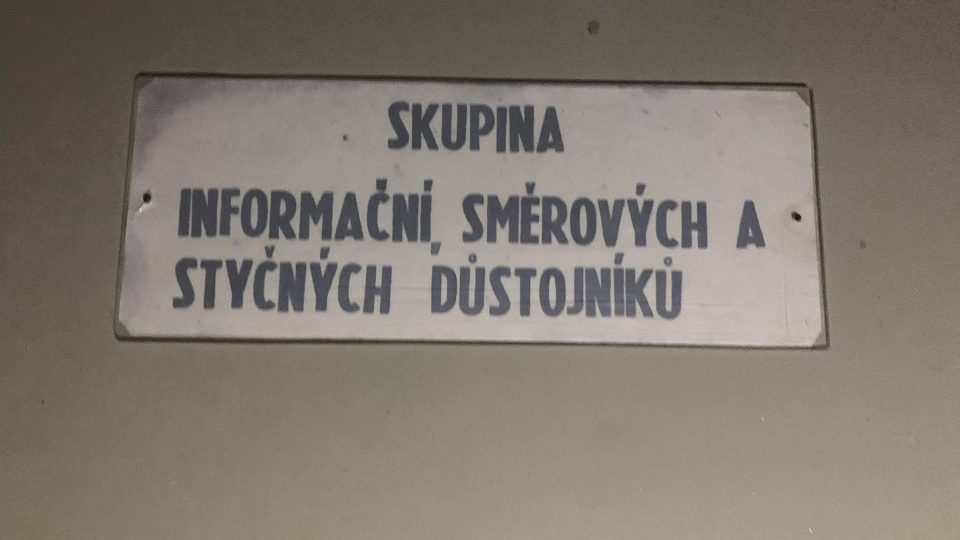 SKUPINA
INFORMAČNÍ, SMĚROVÝCH A
STYČNÝCH DŮSTOJNÍKŮ